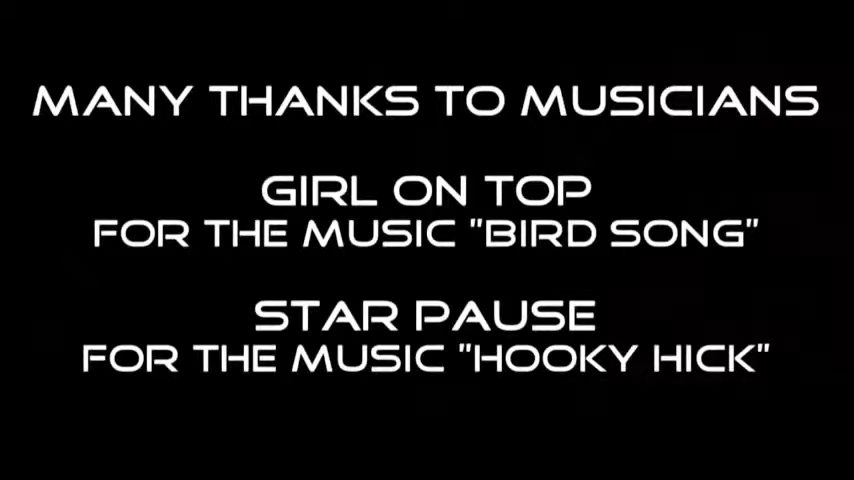 MANY THANKS TO MUSICIANS
GIRL ON TOP
FOR THE MUSIC "BIRD SONG"
STAR PAUSE
FOR THE MUSIC "HOOKY HICK"